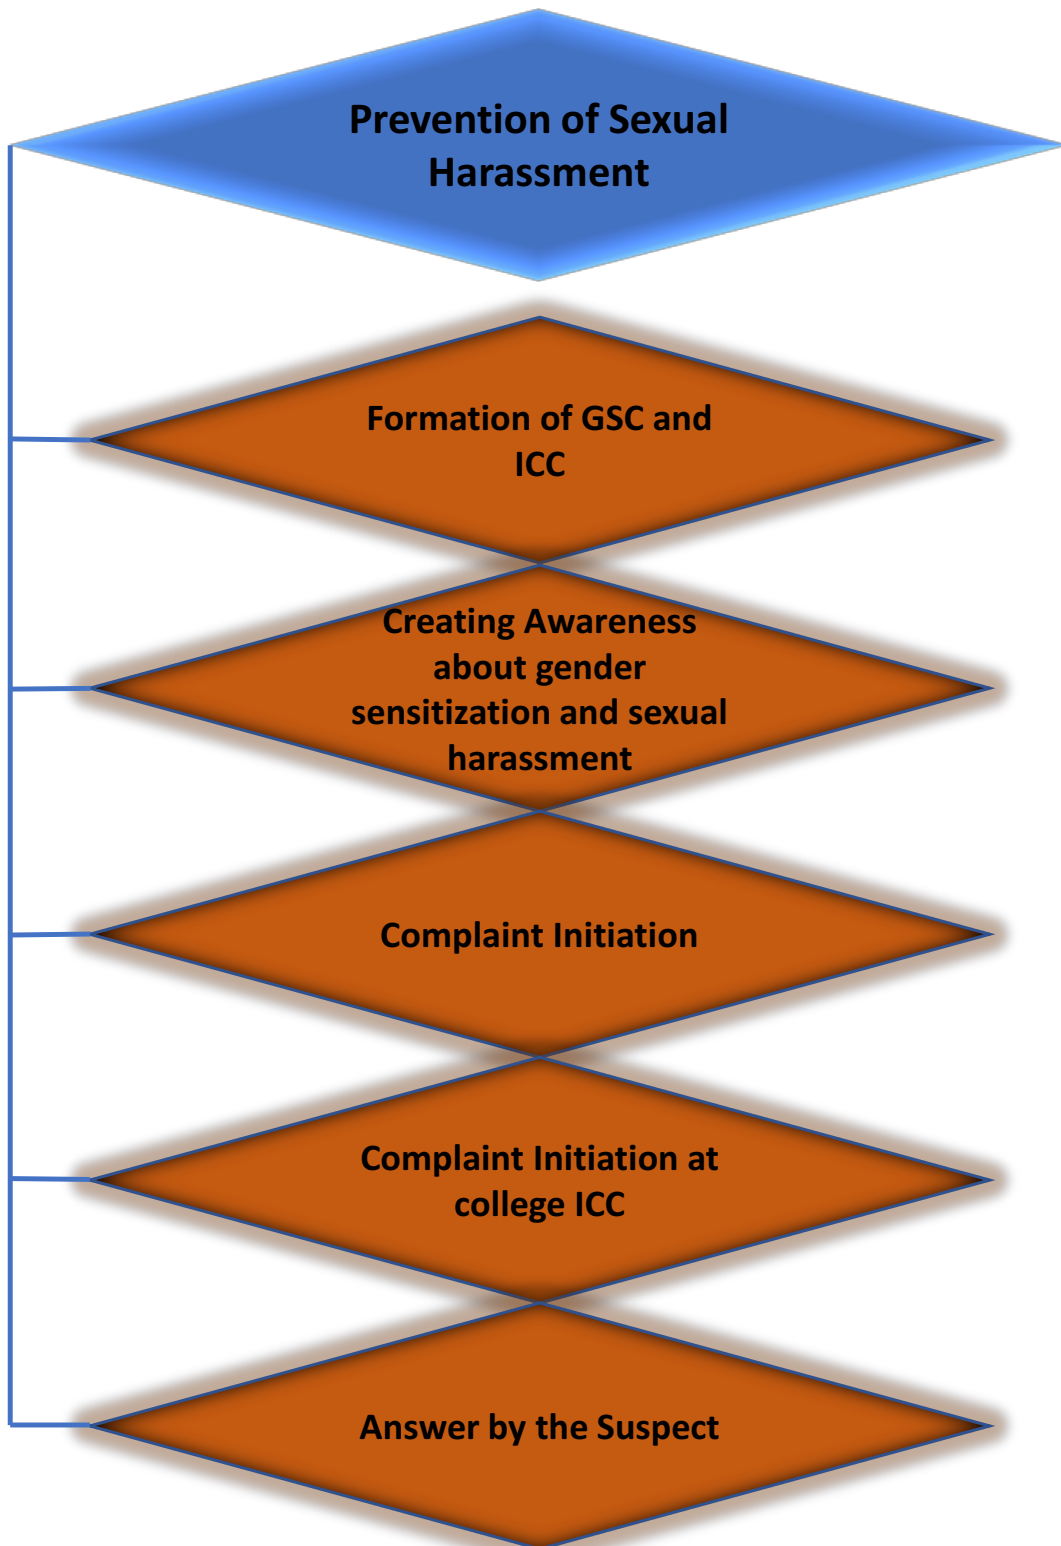 Prevention of Sexual
Harassment
Formation of GSC and
ICC
Creating Awareness
about gender
sensitization and sexual
harassment
Complaint Initiation
Complaint Initiation at
college ICC
Answer by the Suspect